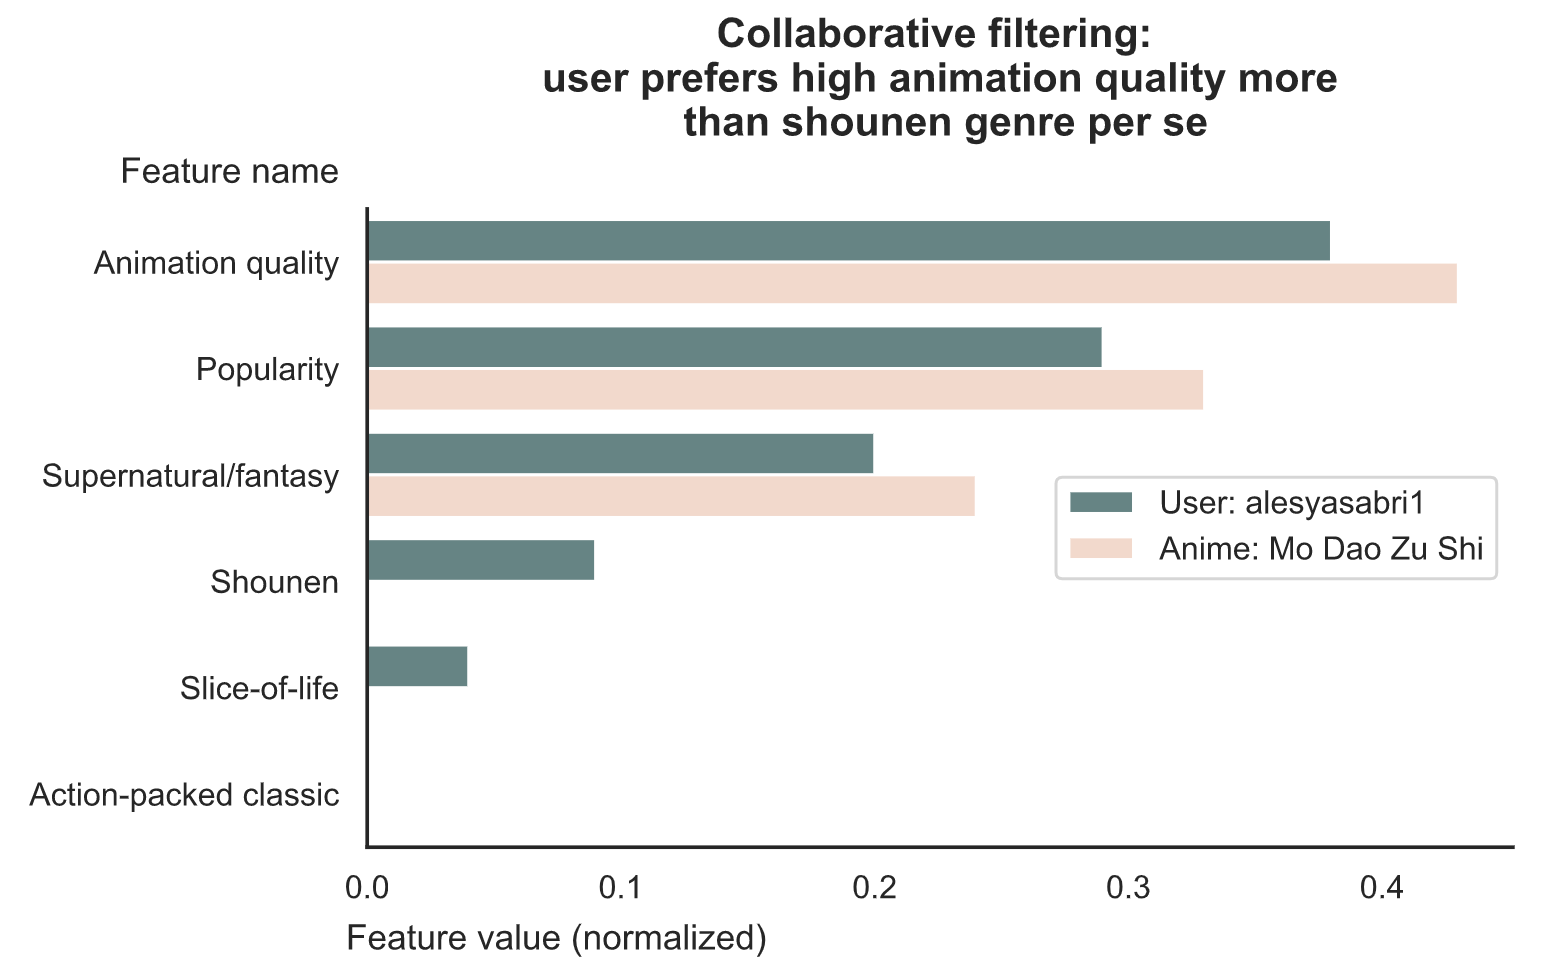 Collaborative filtering:
user prefers high animation quality more
than shounen genre per se
Feature name
Animation quality
Popularity
Supernatural/fantasy
Shounen
Slice-of-life
Action-packed classic
User: alesyasabri1
Anime: Mo Dao Zu Shi
0.0 0.1 0.2 0.3 0.4
Feature value (normalized)